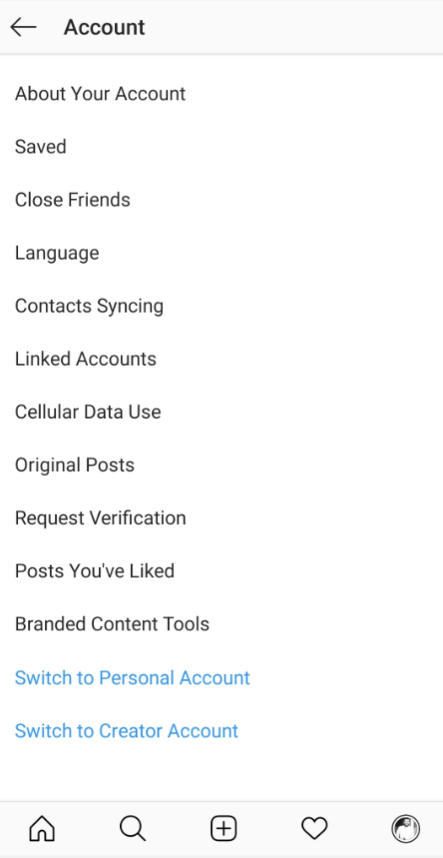 Account
About Your Account
Saved
Close Friends
Language
Contacts Syncing
Linked Accounts
Cellular Data Use
Original Posts
Request Verification
Posts You've Liked
Branded Content Tools
Switch to Personal Account
Switch to Creator Account